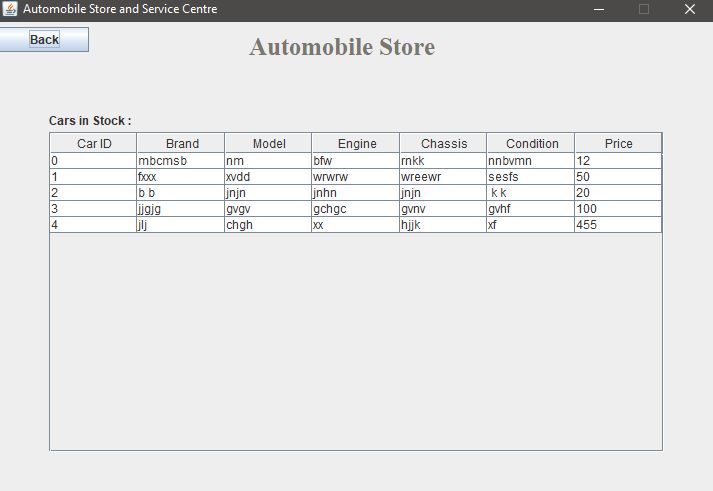 Automobile Store and Service Centre
Back
Automobile Store
Cars in Stock :
Car ID Brand Model Engine Chassis Condition Price
0 mbcmsb nm bfw rnkk nnbvmn 12
1 fxxx xvdd wrwrw wreewr sesfs 50
2 b b jnjn jnhn jnjn k k 20
3 jjgjg gvgv gchgc gvnv gvhf 100
4 jlj chgh xx hjjk xf 455